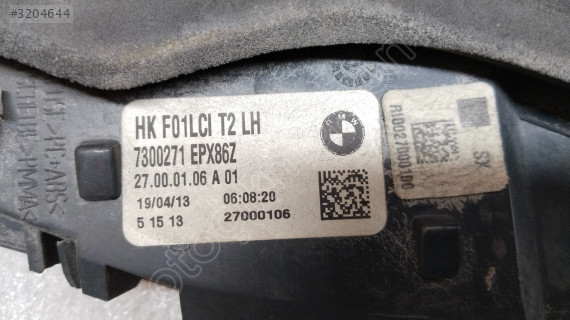 #3204644
HK F01LCI T2 LH
7300271 EPX86Z
27.00.01.06 A 01
19/04/13 06:08:20
5 15 13 27000106
BMW
SX